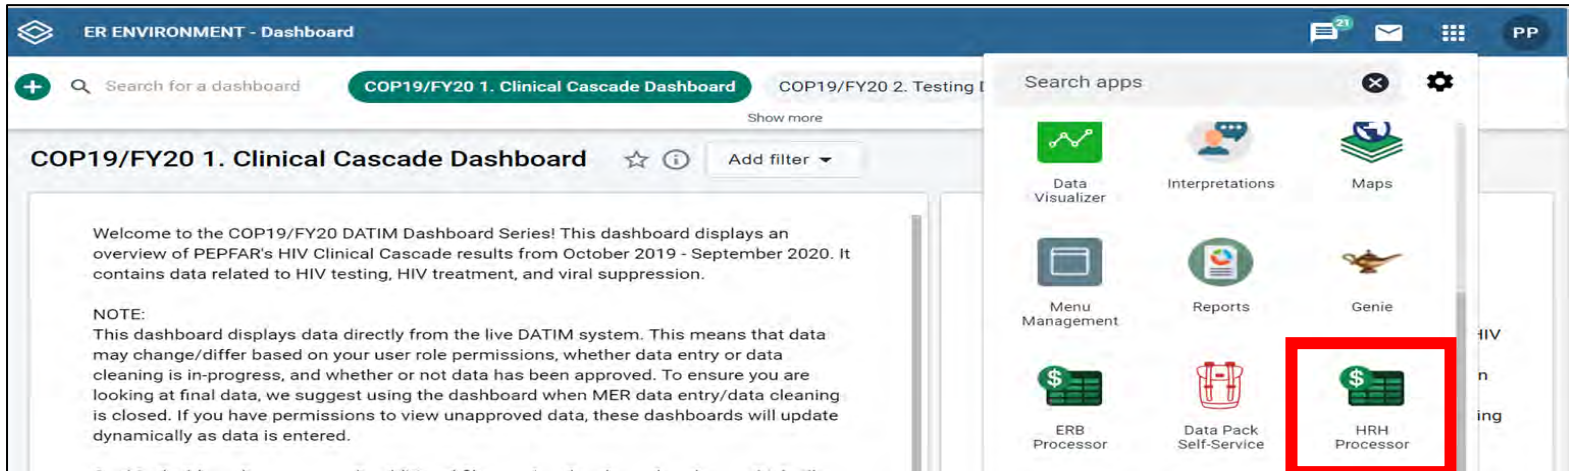 ER ENVIRONMENT - Dashboard
21
PP
Search for a dashboard
COP19/FY20 1. Clinical Cascade Dashboard
COP19/FY20 2. Testing
Show more
COP19/FY20 1. Clinical Cascade Dashboard
Add filter
Welcome to the COP19/FY20 DATIM Dashboard Series! This dashboard displays an
overview of PEPFAR's HIV Clinical Cascade results from October 2019 - September 2020. It
contains data related to HIV testing, HIV treatment, and viral suppression.
NOTE:
This dashboard displays data directly from the live DATIM system. This means that data
may change/differ based on your user role permissions, whether data entry or data
cleaning is in-progress, and whether or not data has been approved. To ensure you are
looking at final data, we suggest using the dashboard when MER data entry/data cleaning
is closed. If you have permissions to view unapproved data, these dashboards will update
dynamically as data is entered.
Search apps
Data
Visualizer
Interpretations
Maps
Menu
Management
Reports
Genie
ERB
Processor
Data Pack
Self-Service
HRH
Processor
HIV
n
ing